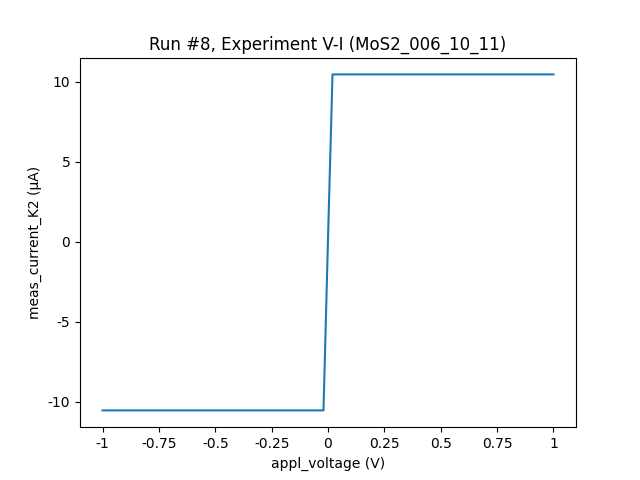 Run #8, Experiment V-I (MoS2_006_10_11)
10
5
0
-5
-10
meas_current_K2 (μA)
-1 -0.75 -0.5 -0.25 0 0.25 0.5 0.75 1
appl_voltage (V)